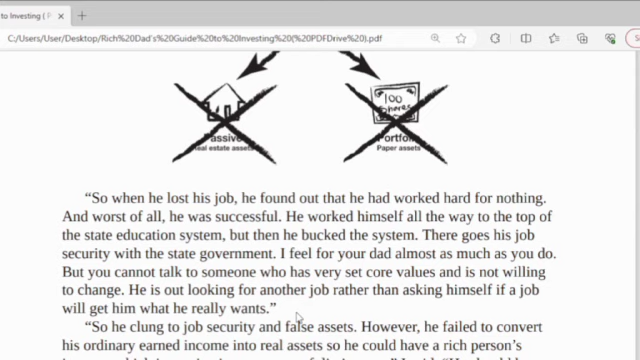 to Investing ( P
C:/Users/User/Desktop/Rich%20Dad's%20Guide%20to%20Investing%20(%20PDFDrive%20).pdf
100
Shares
Passive
Real estate assets
Portfolio
Paper assets
“So when he lost his job, he found out that he had worked hard for nothing.
And worst of all, he was successful. He worked himself all the way to the top of
the state education system, but then he bucked the system. There goes his job
security with the state government. I feel for your dad almost as much as you do.
But you cannot talk to someone who has very set core values and is not willing
to change. He is out looking for another job rather than asking himself if a job
will get him what he really wants.”
“So he clung to job security and false assets. However, he failed to convert
his ordinary earned income into real assets so he could have a rich person’s